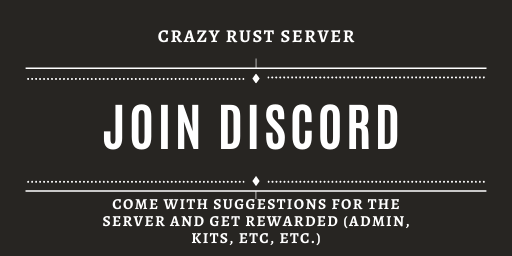 CRAZY RUST SERVER
JOIN DISCORD
COME WITH SUGGESTIONS FOR THE
SERVER AND GET REWARDED (ADMIN,
KITS, ETC, ETC.)